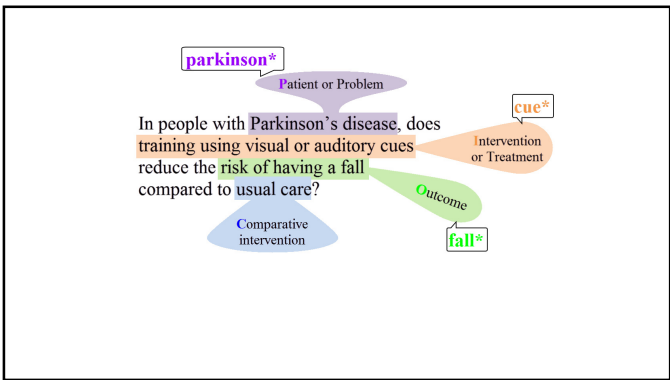 parkinson*
Patient or Problem
cue*
In people with Parkinson’s disease, does
training using visual or auditory cues
reduce the risk of having a fall
compared to usual care?
Intervention
or Treatment
Outcome
fall*
Comparative
intervention